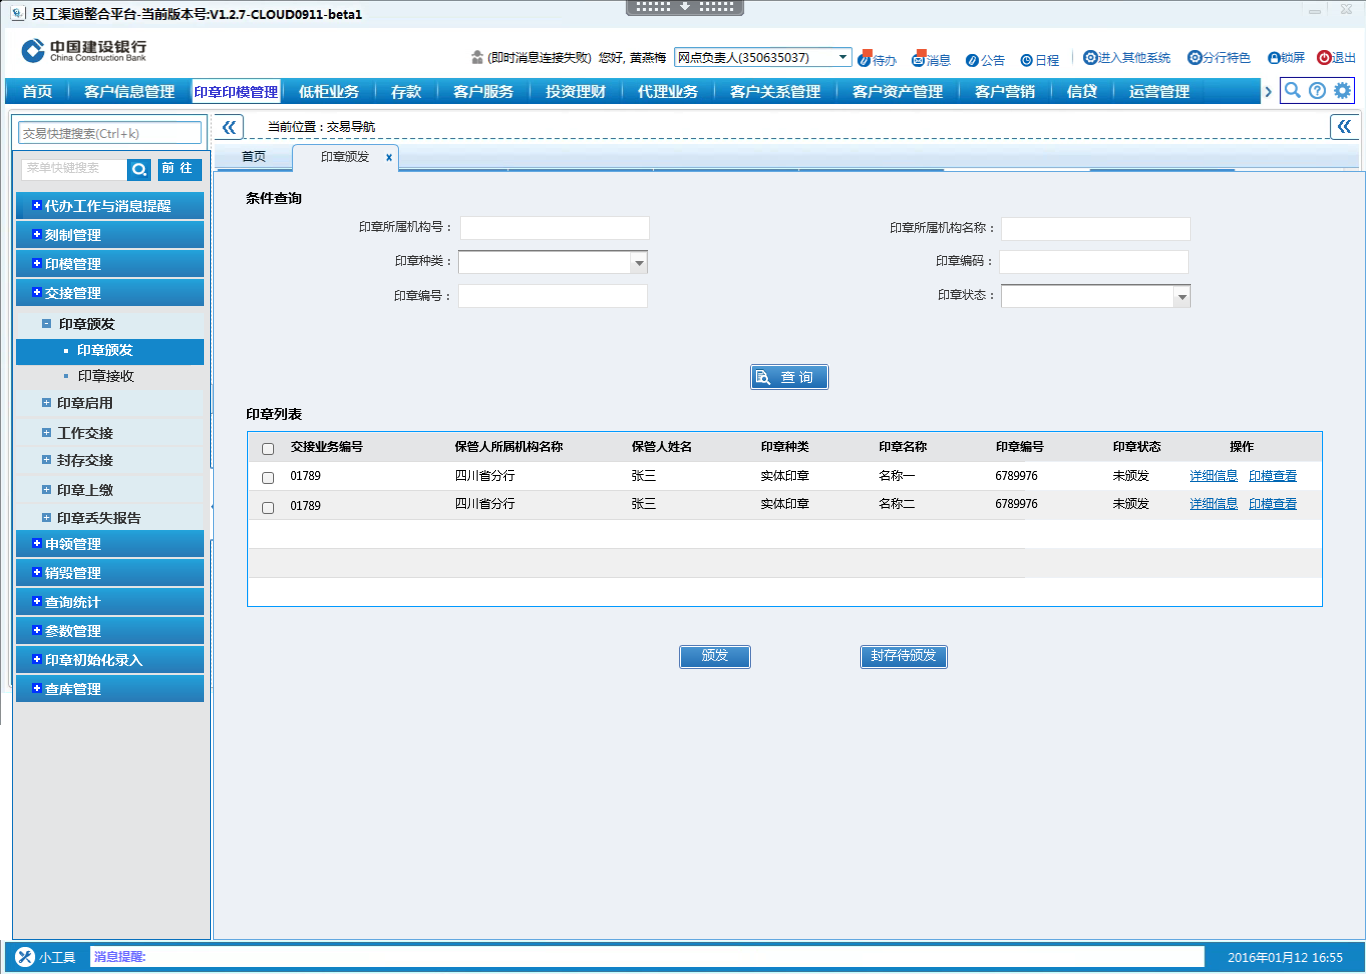 员工渠道整合平台-当前版本号:V1.2.7-CLOUD0911-beta1
中国建设银行
China Construction Bank
(即时消息连接失败) 您好, 黄燕梅 网点负责人(350635037) 待办 消息 公告 日程 进入其他系统 分行特色 锁屏 退出
首页 客户信息管理 印章印模管理 低柜业务 存款 客户服务 投资理财 代理业务 客户关系管理 客户资产管理 客户营销 信贷 运营管理
交易快捷搜索(Ctrl+k)
当前位置：交易导航
菜单快键搜索 前 往
首页 印章颁发 x
代办工作与消息提醒
刻制管理
印模管理
交接管理
印章颁发
印章颁发
印章接收
印章启用
工作交接
封存交接
印章上缴
印章丢失报告
申领管理
销毁管理
查询统计
参数管理
印章初始化录入
查库管理
条件查询
印章所属机构号： 印章所属机构名称：
印章种类： 印章编码：
印章编号： 印章状态：
查 询
印章列表
交接业务编号 保管人所属机构名称 保管人姓名 印章种类 印章名称 印章编号 印章状态 操作
01789 四川省分行 张三 实体印章 名称一 6789976 未颁发 详细信息 印模查看
01789 四川省分行 张三 实体印章 名称二 6789976 未颁发 详细信息 印模查看
颁发 封存待颁发
小工具 消息提醒: 2016年01月12 16:55